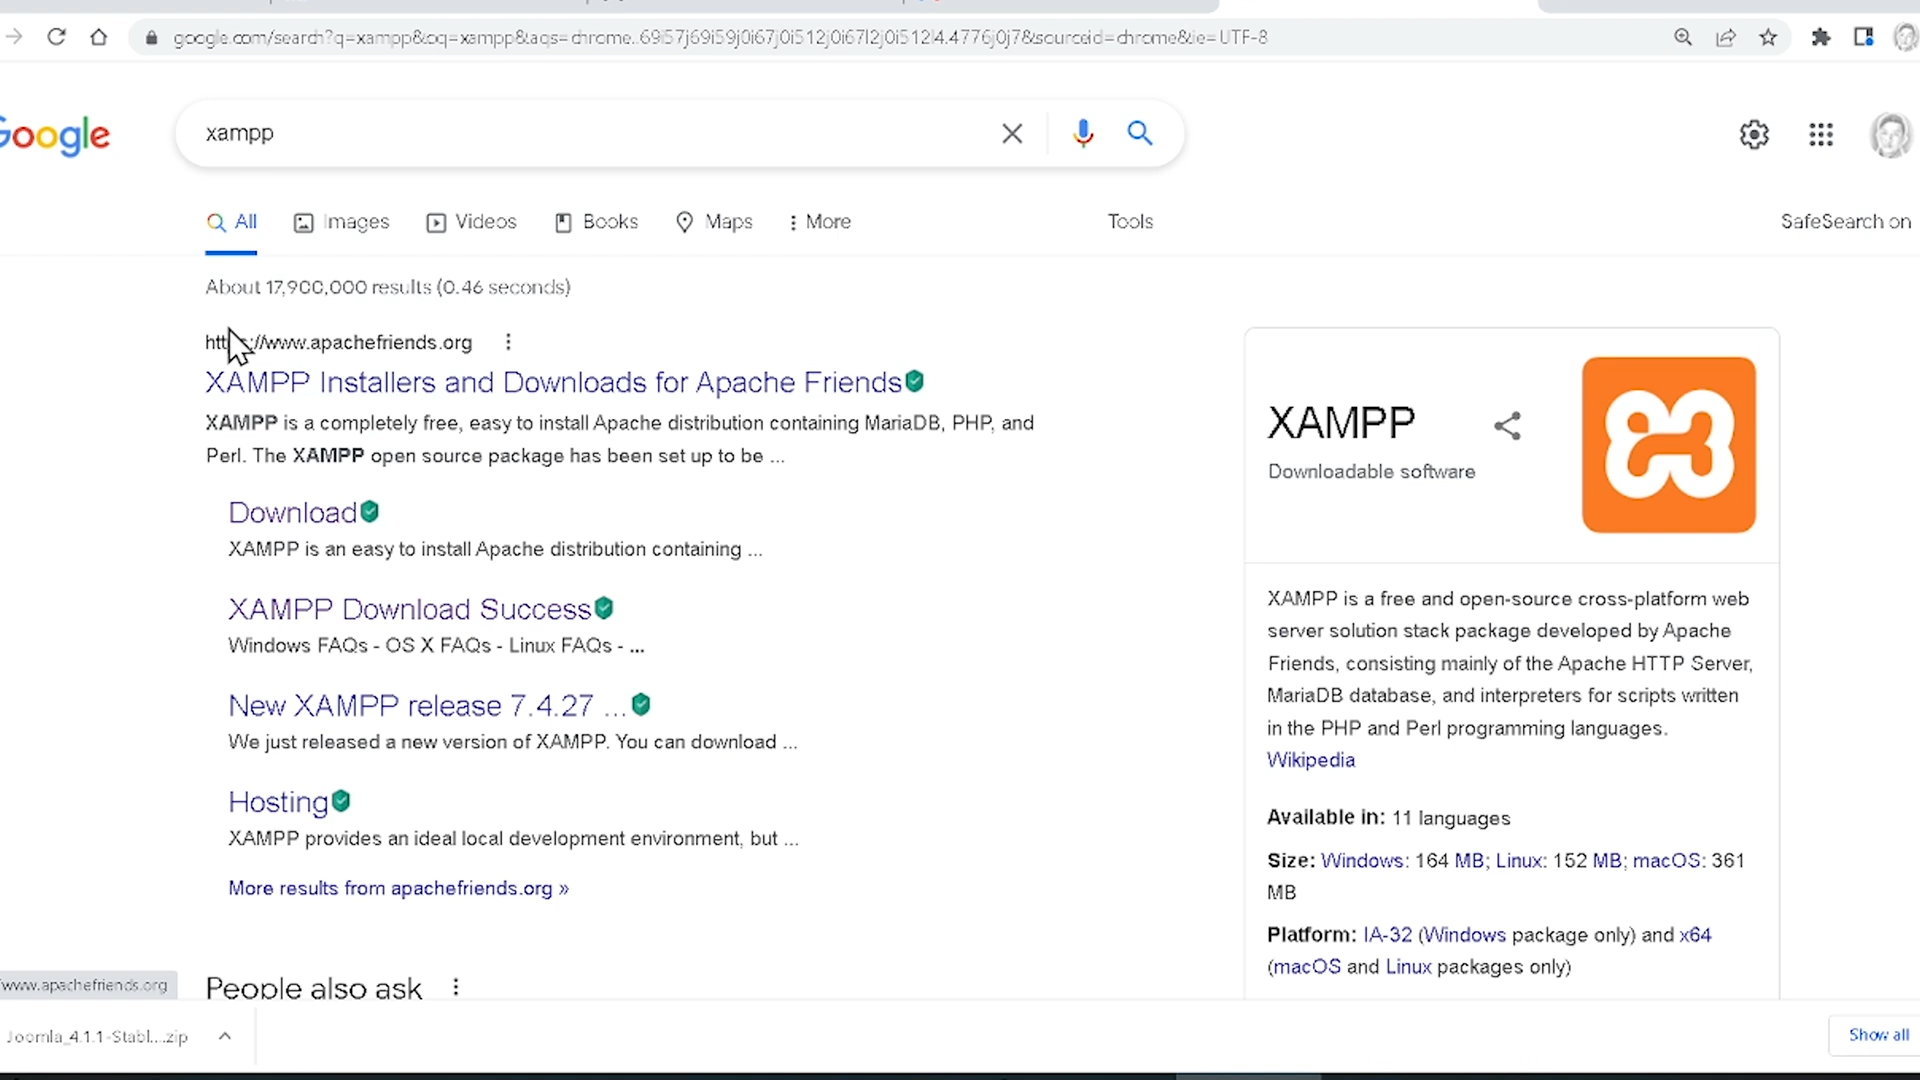 google.com/search?q=xampp&oq=xampp&aqs=chrome..69i57j69i59j0i67j0i512j0i67l2j0i512l4.4776j0j7&sourceid=chrome&ie=UTF-8
Google
xampp
All
Images
Videos
Books
Maps
More
Tools
SafeSearch on
About 17,900,000 results (0.46 seconds)
https://www.apachefriends.org
XAMPP Installers and Downloads for Apache Friends
XAMPP is a completely free, easy to install Apache distribution containing MariaDB, PHP, and
Perl. The XAMPP open source package has been set up to be ...
Download
XAMPP is an easy to install Apache distribution containing ...
XAMPP Download Success
Windows FAQs - OS X FAQs - Linux FAQs - ...
New XAMPP release 7.4.27 ...
We just released a new version of XAMPP. You can download ...
Hosting
XAMPP provides an ideal local development environment, but ...
More results from apachefriends.org »
People also ask
XAMPP
Downloadable software
XAMPP is a free and open-source cross-platform web
server solution stack package developed by Apache
Friends, consisting mainly of the Apache HTTP Server,
MariaDB database, and interpreters for scripts written
in the PHP and Perl programming languages.
Wikipedia
Available in: 11 languages
Size: Windows: 164 MB; Linux: 152 MB; macOS: 361
MB
Platform: IA-32 (Windows package only) and x64
(macOS and Linux packages only)
/www.apachefriends.org
Joomla_4.1.1-Stabl....zip
Show all